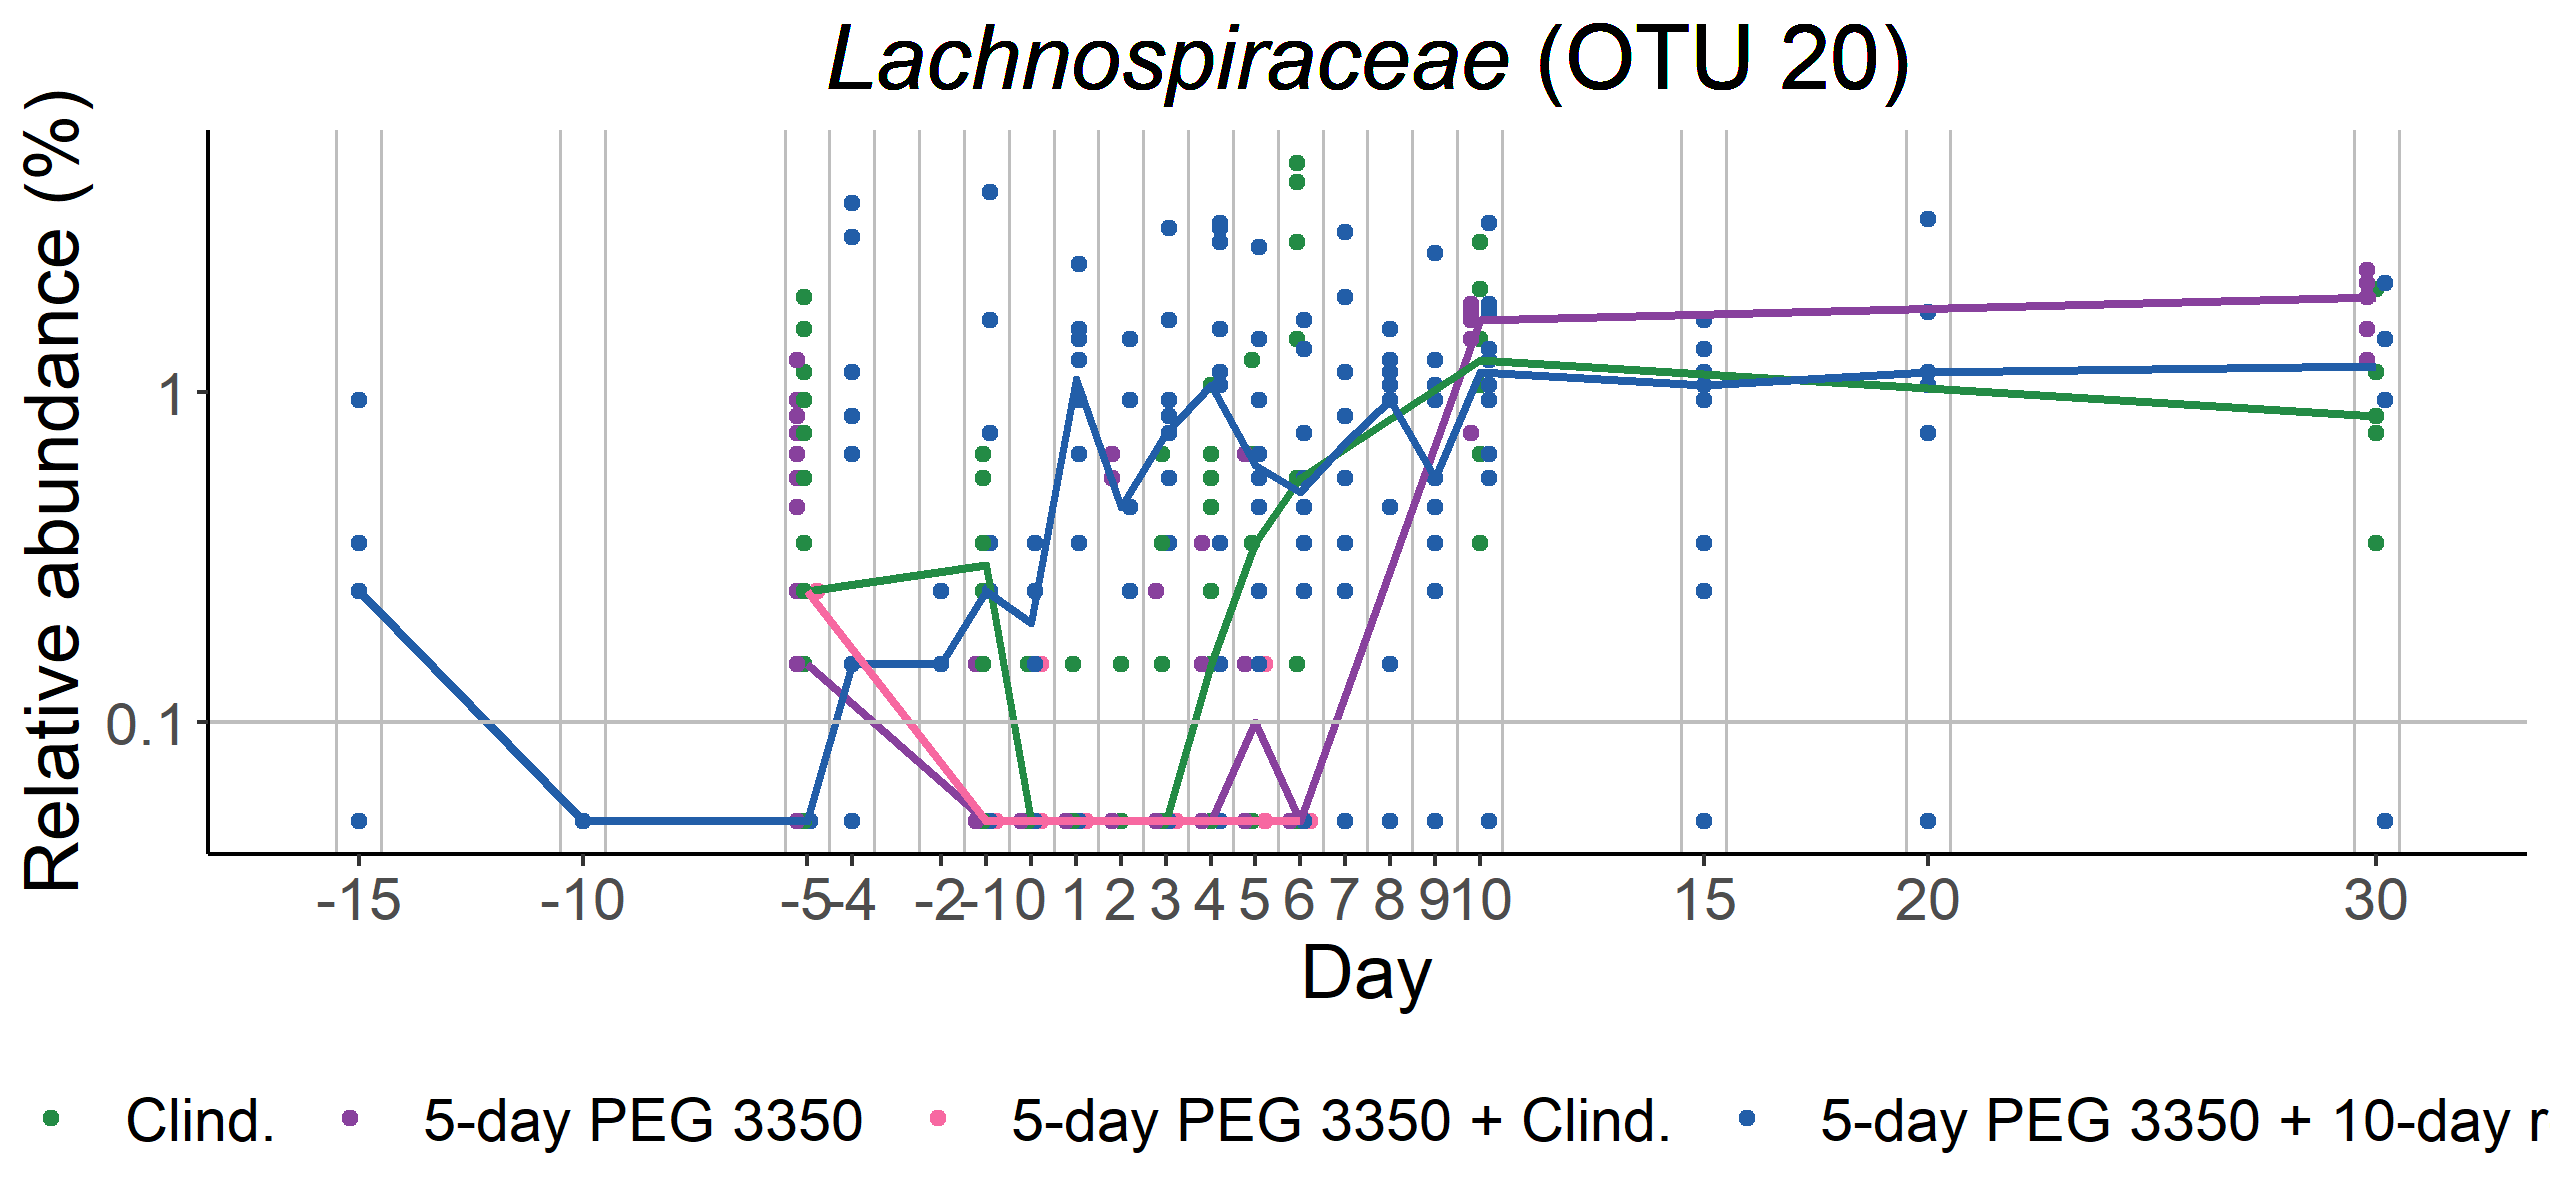 Lachnospiraceae (OTU 20)
Relative abundance (%)
1
0.1
-15 -10 -5 -4 -2 -1 0 1 2 3 4 5 6 7 8 9 10 15 20 30
Day
Clind. 5-day PEG 3350 5-day PEG 3350 + Clind. 5-day PEG 3350 + 10-day r